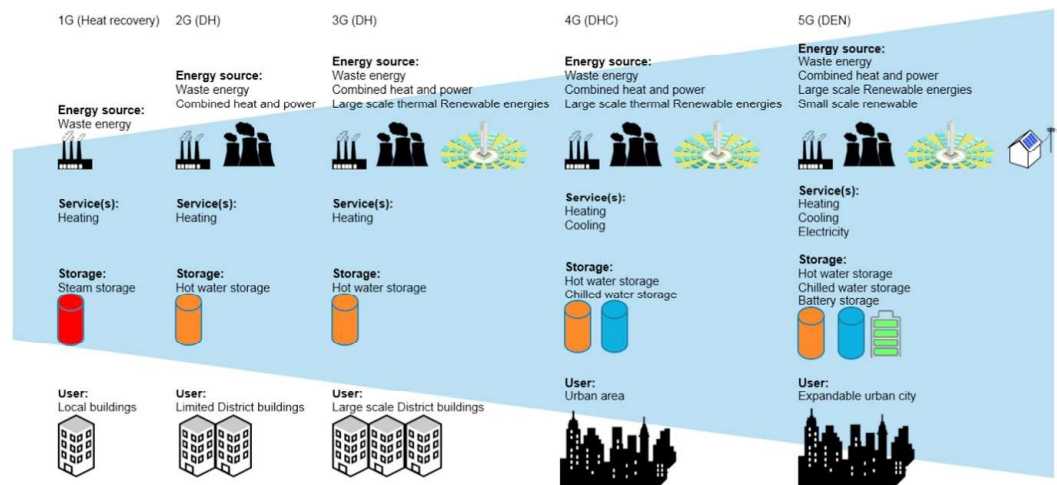 1G (Heat recovery)
Energy source:
Waste energy
Service(s):
Heating
Storage:
Steam storage
User:
Local buildings
2G (DH)
Energy source:
Waste energy
Combined heat and power
Service(s):
Heating
Storage:
Hot water storage
User:
Limited District buildings
3G (DH)
Energy source:
Waste energy
Combined heat and power
Large scale thermal Renewable energies
Service(s):
Heating
Storage:
Hot water storage
User:
Large scale District buildings
4G (DHC)
Energy source:
Waste energy
Combined heat and power
Large scale thermal Renewable energies
Service(s):
Heating
Cooling
Storage:
Hot water storage
Chilled water storage
User:
Urban area
5G (DEN)
Energy source:
Waste energy
Combined heat and power
Large scale Renewable energies
Small scale renewable
Service(s):
Heating
Cooling
Electricity
Storage:
Hot water storage
Chilled water storage
Battery storage
User:
Expandable urban city